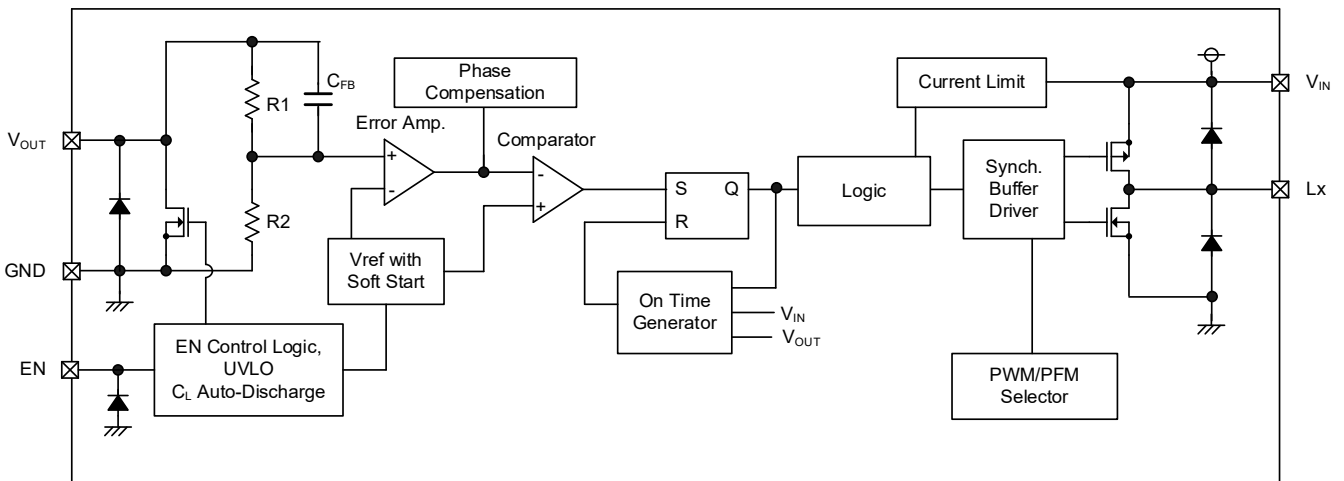 Phase
Compensation
Current Limit
V_IN
C_FB
R1
Error Amp.
Comparator
V_OUT
+
-
-
+
S Q
R
Logic
Synch.
Buffer
Driver
Lx
R2
GND
Vref with
Soft Start
On Time
Generator
V_IN
V_OUT
EN
EN Control Logic,
UVLO
C_L Auto-Discharge
PWM/PFM
Selector